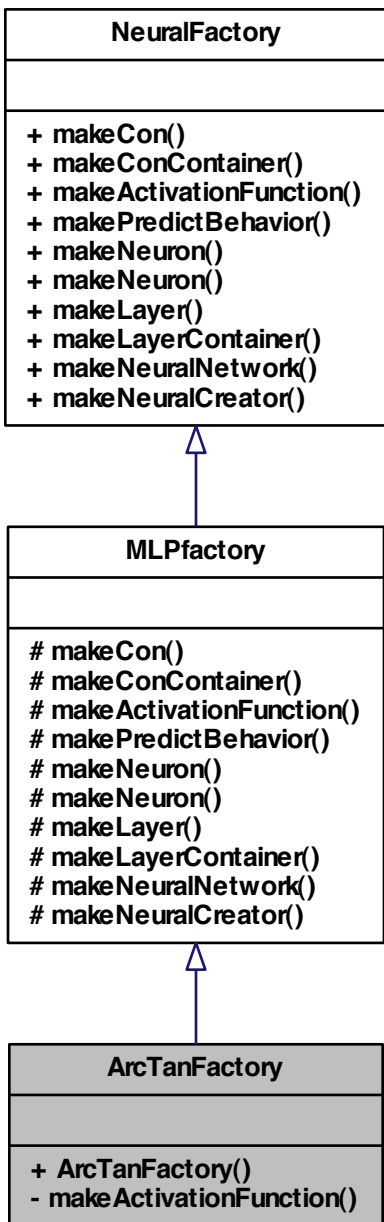 NeuralFactory
+ makeCon()
+ makeConContainer()
+ makeActivationFunction()
+ makePredictBehavior()
+ makeNeuron()
+ makeNeuron()
+ makeLayer()
+ makeLayerContainer()
+ makeNeuralNetwork()
+ makeNeuralCreator()
MLPfactory
# makeCon()
# makeConContainer()
# makeActivationFunction()
# makePredictBehavior()
# makeNeuron()
# makeNeuron()
# makeLayer()
# makeLayerContainer()
# makeNeuralNetwork()
# makeNeuralCreator()
ArcTanFactory
+ ArcTanFactory()
- makeActivationFunction()